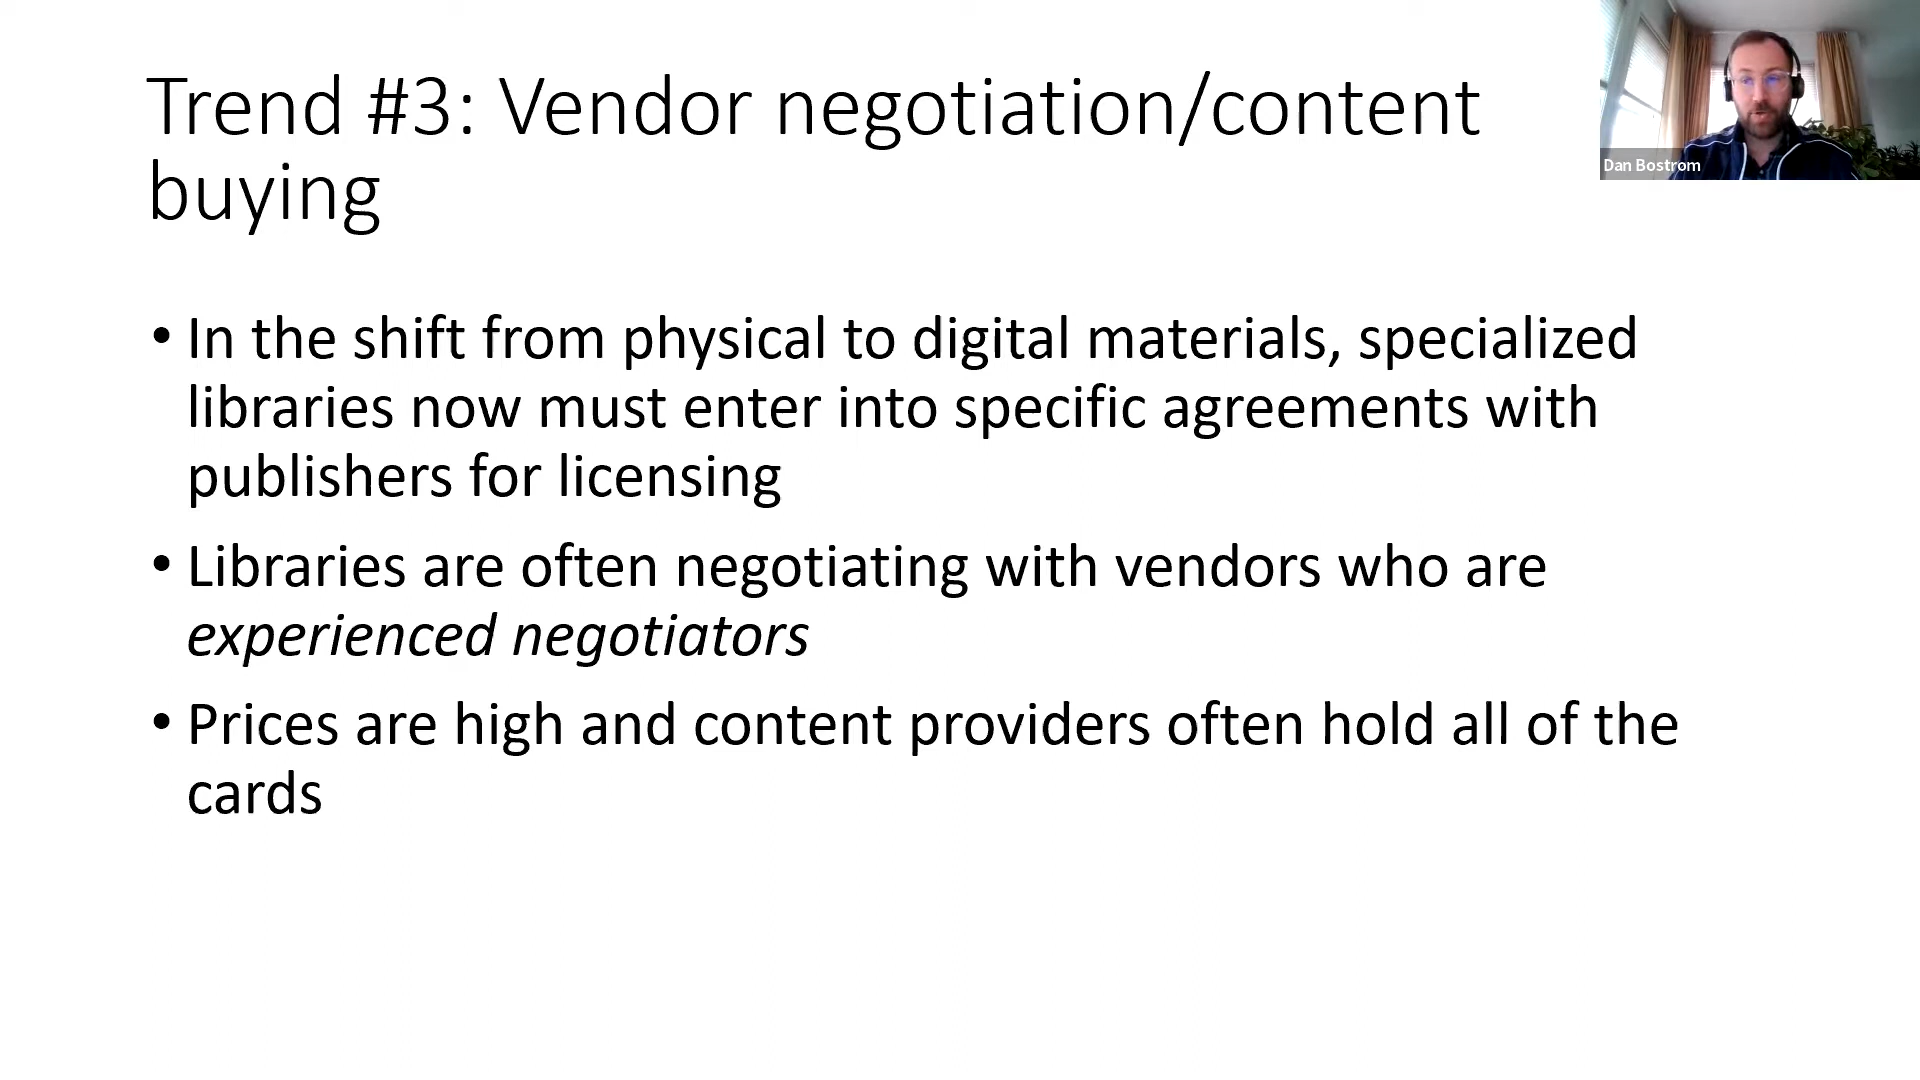 Trend #3: Vendor negotiation/content
buying
Dan Bostrom
• In the shift from physical to digital materials, specialized
libraries now must enter into specific agreements with
publishers for licensing
• Libraries are often negotiating with vendors who are
experienced negotiators
• Prices are high and content providers often hold all of the
cards